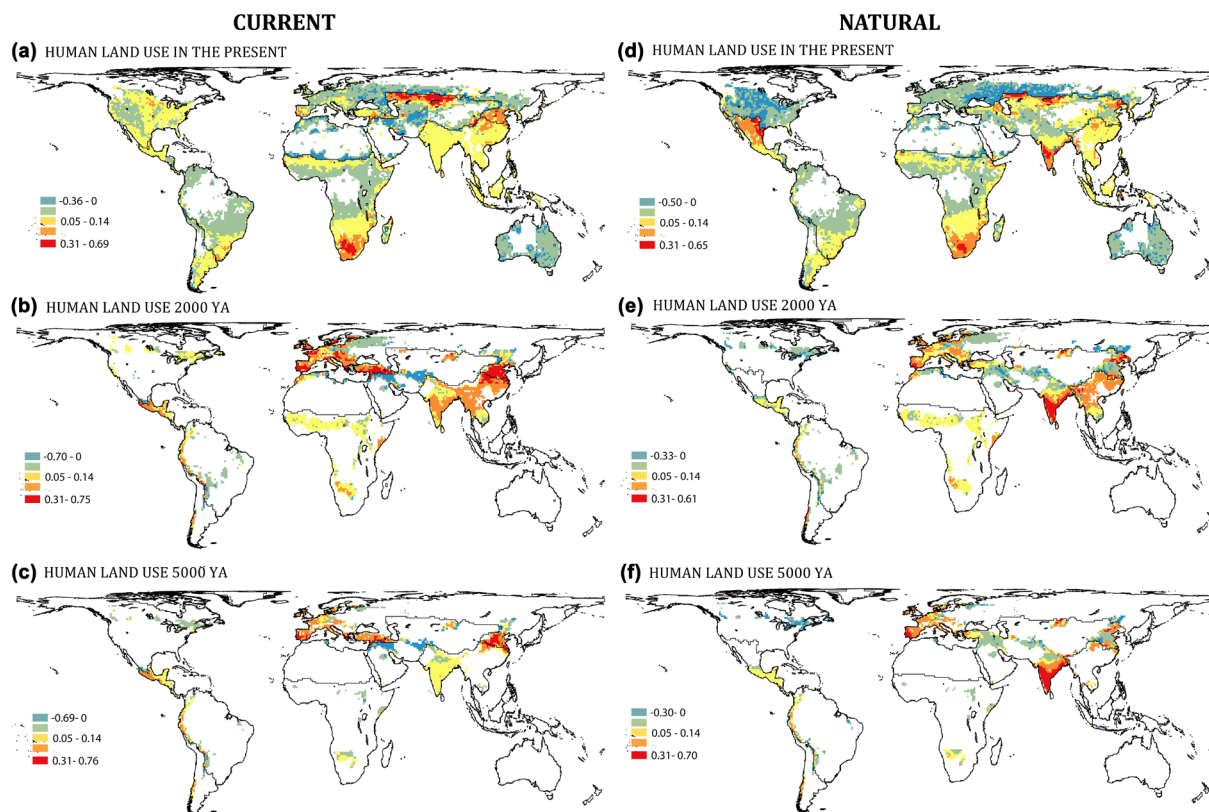 CURRENT
NATURAL
(a) HUMAN LAND USE IN THE PRESENT
-0.36 - 0
0.05 - 0.14
0.31 - 0.69
(d) HUMAN LAND USE IN THE PRESENT
-0.50 - 0
0.05 - 0.14
0.31 - 0.65
(b) HUMAN LAND USE 2000 YA
-0.70 - 0
0.05 - 0.14
0.31- 0.75
(e) HUMAN LAND USE 2000 YA
-0.33- 0
0.05 - 0.14
0.31- 0.61
(c) HUMAN LAND USE 5000 YA
-0.69- 0
0.05 - 0.14
0.31 - 0.76
(f) HUMAN LAND USE 5000 YA
-0.30- 0
0.05 - 0.14
0.31- 0.70